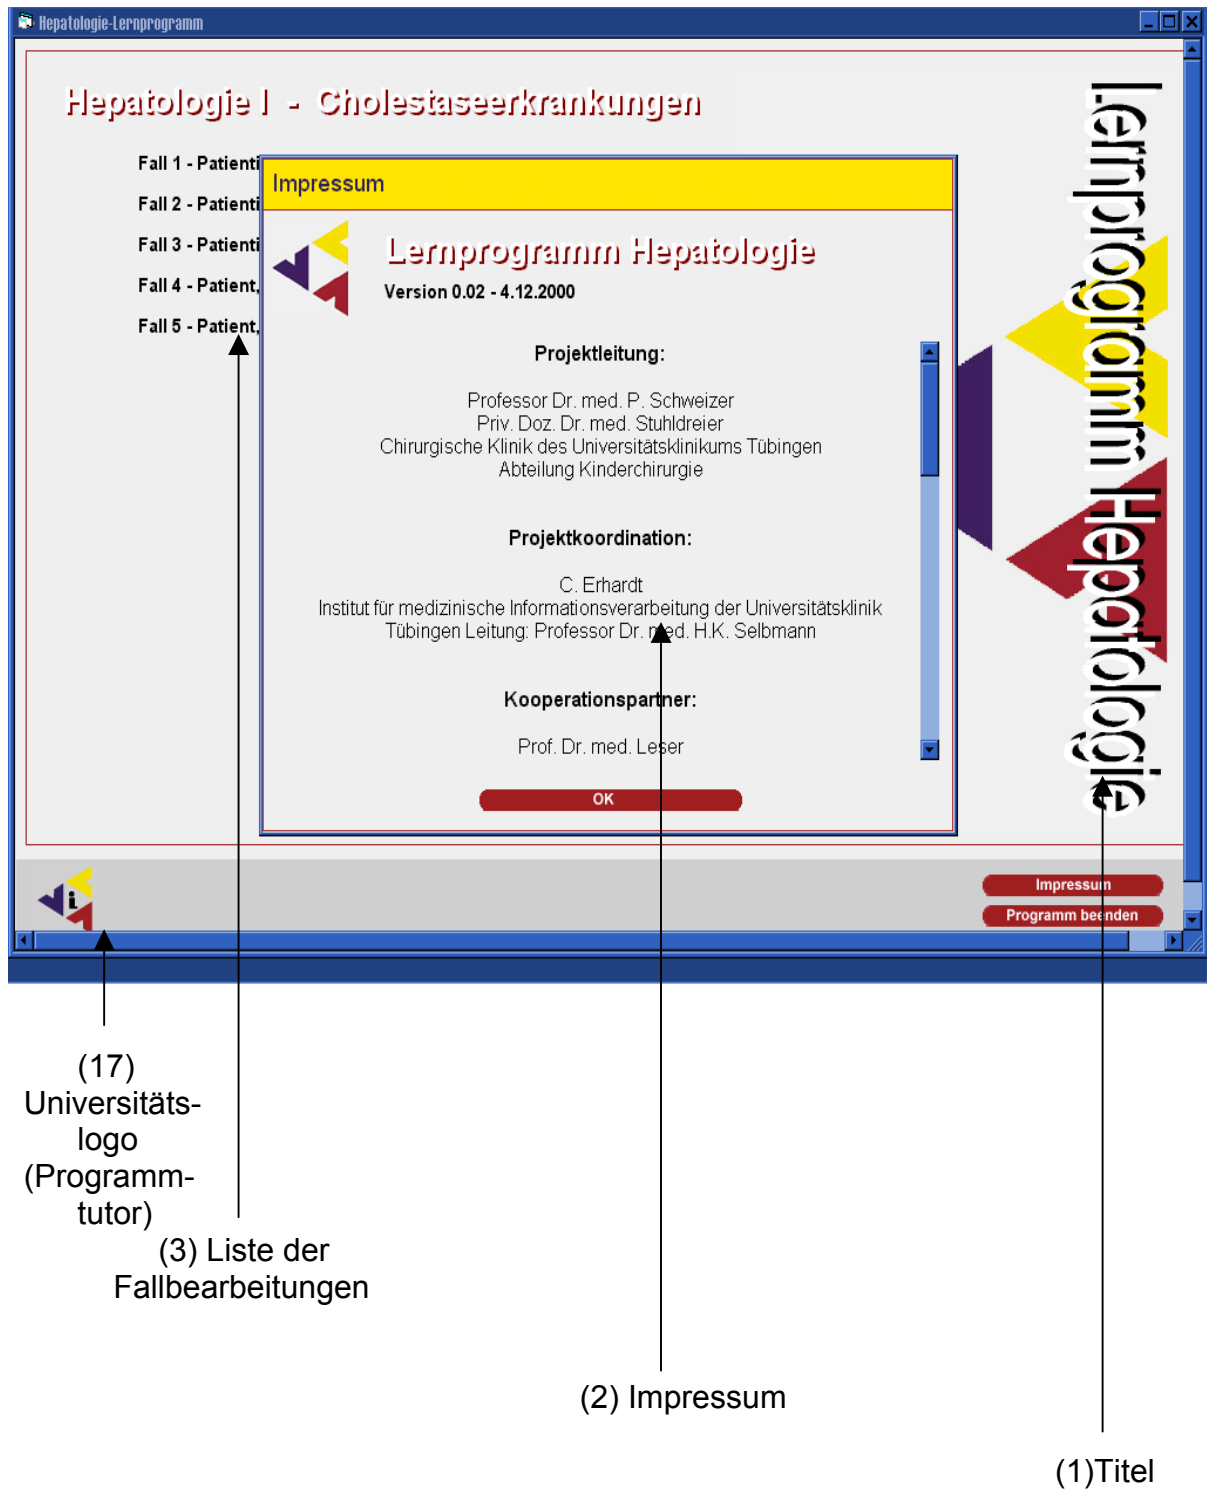 Hepatologie-Lernprogramm
Hepatologie I - Cholestaseerkrankungen
Fall 1 - Patienti
Fall 2 - Patienti
Fall 3 - Patienti
Fall 4 - Patient,
Fall 5 - Patient,
Impressum
Lernprogramm Hepatologie
Version 0.02 - 4.12.2000
Projektleitung:
Professor Dr. med. P. Schweizer
Priv. Doz. Dr. med. Stuhldreier
Chirurgische Klinik des Universitätsklinikums Tübingen
Abteilung Kinderchirurgie
Projektkoordination:
C. Erhardt
Institut für medizinische Informationsverarbeitung der Universitätsklinik
Tübingen Leitung: Professor Dr. med. H.K. Selbmann
Kooperationspartner:
Prof. Dr. med. Leser
OK
Lernprogramm Hepatologie
i
Impressum
Programm beenden
(17)
Universitäts-
logo
(Programm-
tutor)
(3) Liste der
Fallbearbeitungen
(2) Impressum
(1)Titel